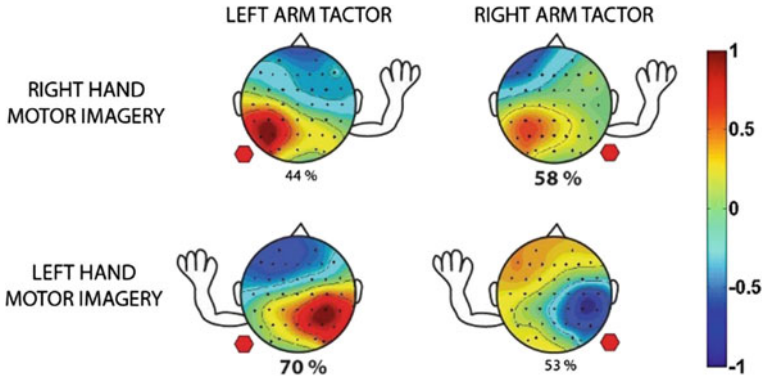 LEFT ARM TACTOR
RIGHT ARM TACTOR
RIGHT HAND
MOTOR IMAGERY
44 %
58 %
LEFT HAND
MOTOR IMAGERY
70 %
53 %
1
0.5
0
-0.5
-1